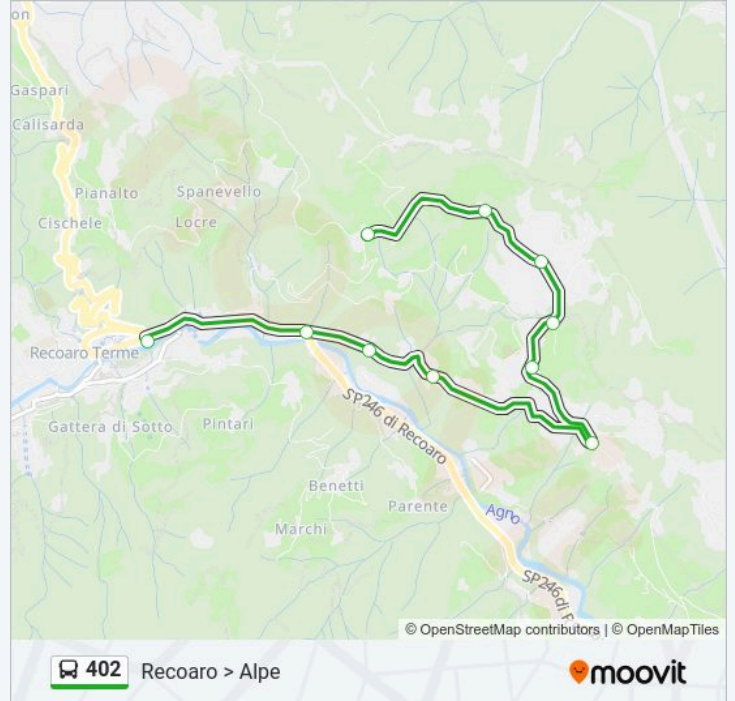 on
Gaspari
Calisarda
Pianalto
Spanevello
Cischele
Locre
Recoaro Terme
Gattera di Sotto
Pintari
SP246 di Recoaro
Benetti
Parente
Agno
Marchi
SP246 di R
© OpenStreetMap contributors | © OpenMapTiles
402 Recoaro > Alpe
moovit